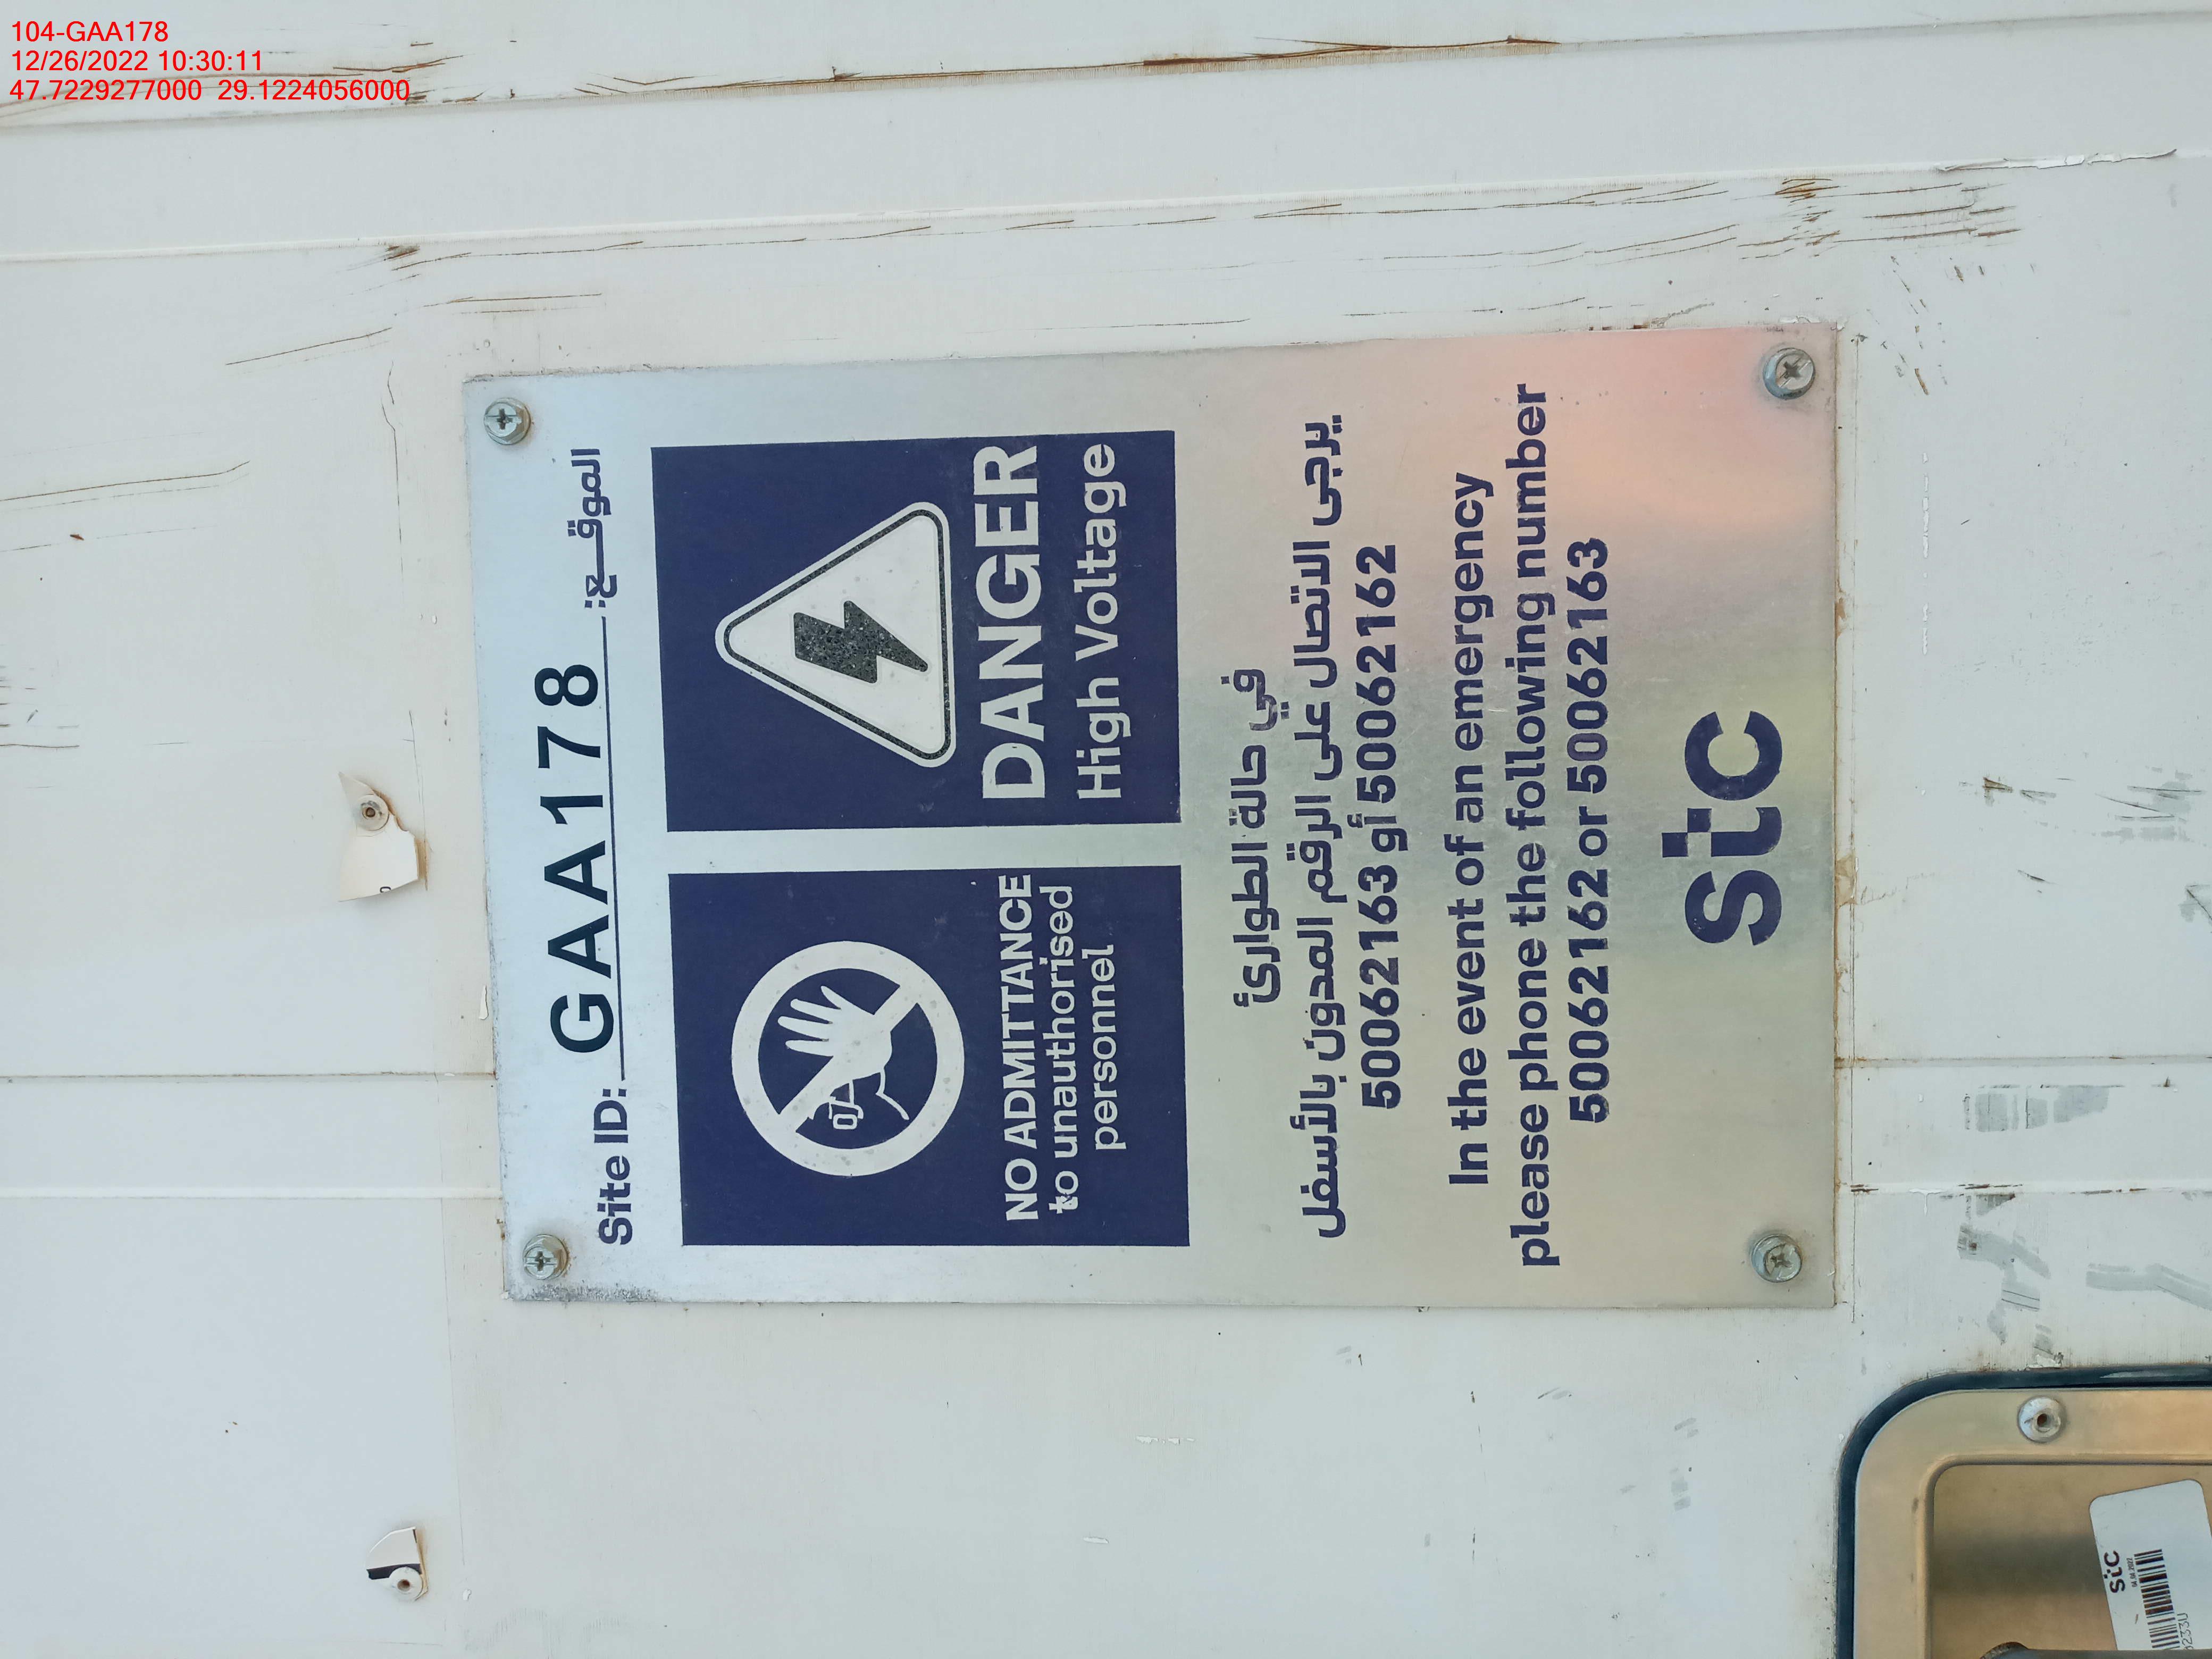 104-GAA178
12/26/2022 10:30:11
47.7229277000 29.1224056000
Site ID: GAA178 الموقع:
NO ADMITTANCE
to unauthorised
personnel
DANGER
High Voltage
في حالة الطوارئ
يرجى الاتصال على الرقم المدون بالأسفل
50062162 أو 50062163
In the event of an emergency
please phone the following number
50062162 or 50062163
stc
stc